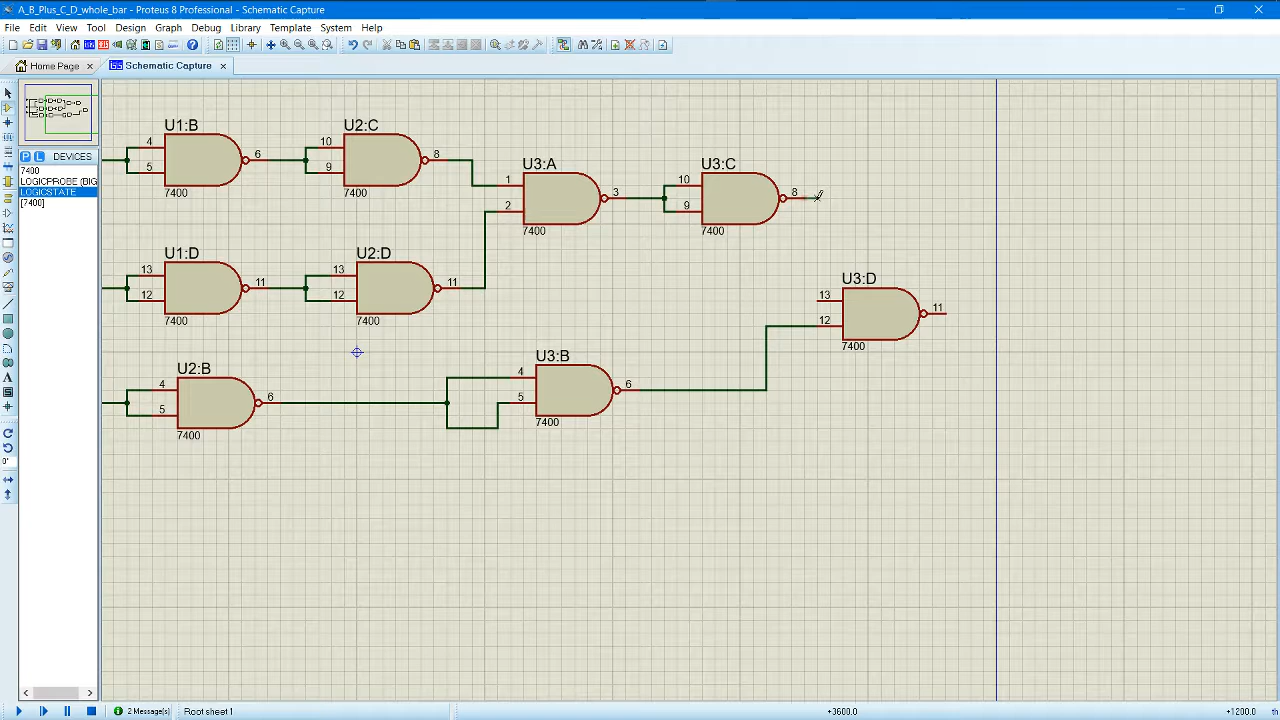 A_B_Plus_C_D_whole_bar - Proteus 8 Professional - Schematic Capture
File Edit View Tool Design Graph Debug Library Template System Help
Home Page × Schematic Capture ×
P L DEVICES
7400
LOGICPROBE (BIG
LOGICSTATE
[7400]
U1:B
4
5
6
7400
U2:C
10
9
8
7400
U3:A
1
2
3
7400
U3:C
10
9
8
7400
U1:D
13
12
11
7400
U2:D
13
12
11
7400
U3:D
13
12
11
7400
U2:B
4
5
6
7400
U3:B
4
5
6
7400
0°
2 Message(s) Root sheet 1 +3600.0 +1200.0 th